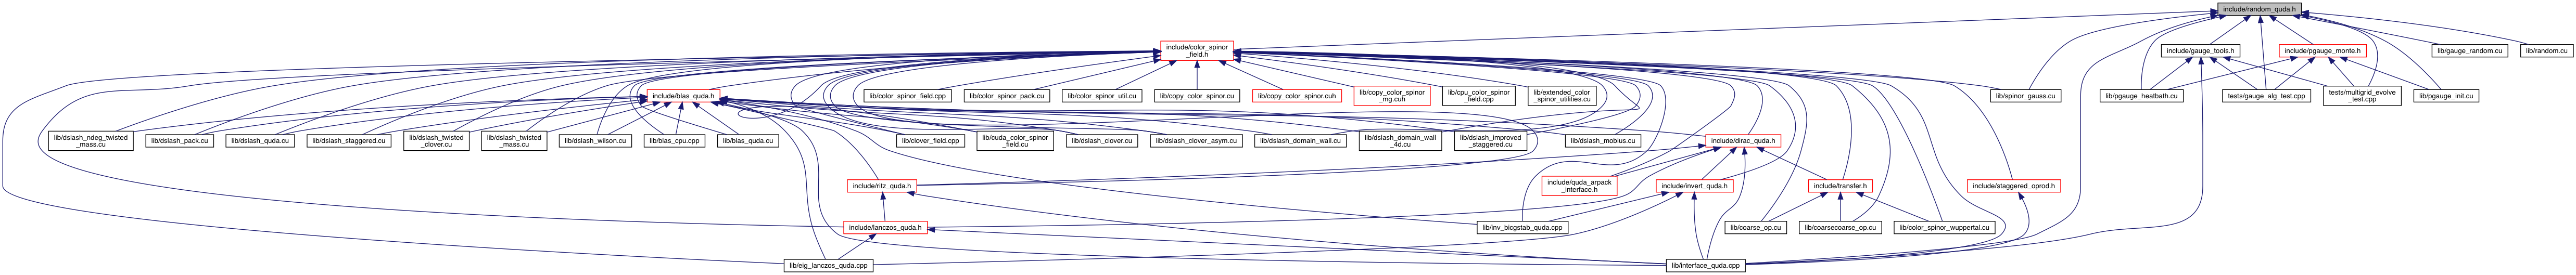 include/random_quda.h
include/color_spinor
_field.h
include/gauge_tools.h
include/pgauge_monte.h
lib/gauge_random.cu
lib/random.cu
include/blas_quda.h
lib/color_spinor_field.cpp
lib/color_spinor_pack.cu
lib/color_spinor_util.cu
lib/copy_color_spinor.cu
lib/copy_color_spinor.cuh
lib/copy_color_spinor
_mg.cuh
lib/cpu_color_spinor
_field.cpp
lib/extended_color
_spinor_utilities.cu
lib/spinor_gauss.cu
lib/pgauge_heatbath.cu
tests/gauge_alg_test.cpp
tests/multigrid_evolve
_test.cpp
lib/pgauge_init.cu
lib/dslash_ndeg_twisted
_mass.cu
lib/dslash_pack.cu
lib/dslash_quda.cu
lib/dslash_staggered.cu
lib/dslash_twisted
_clover.cu
lib/dslash_twisted
_mass.cu
lib/dslash_wilson.cu
lib/blas_cpu.cpp
lib/blas_quda.cu
lib/clover_field.cpp
lib/cuda_color_spinor
_field.cu
lib/dslash_clover.cu
lib/dslash_clover_asym.cu
lib/dslash_domain_wall.cu
lib/dslash_domain_wall
_4d.cu
lib/dslash_improved
_staggered.cu
lib/dslash_mobius.cu
include/dirac_quda.h
include/ritz_quda.h
include/quda_arpack
_interface.h
include/invert_quda.h
include/transfer.h
include/staggered_oprod.h
include/lanczos_quda.h
lib/inv_bicgstab_quda.cpp
lib/coarse_op.cu
lib/coarsecoarse_op.cu
lib/color_spinor_wuppertal.cu
lib/eig_lanczos_quda.cpp
lib/interface_quda.cpp